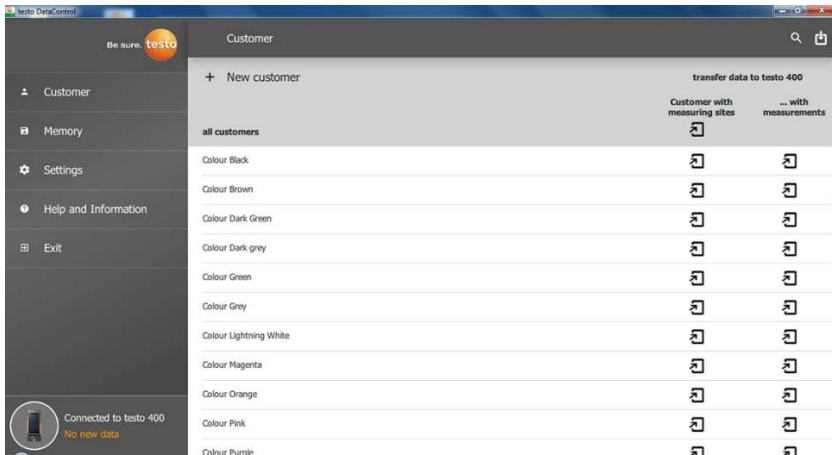 testo DataControl
Be sure. testo
Customer
Memory
Settings
Help and Information
Exit
Connected to testo 400
No new data
Customer
+ New customer
transfer data to testo 400
Customer with
measuring sites
... with
measurements
all customers
Colour Black
Colour Brown
Colour Dark Green
Colour Dark grey
Colour Green
Colour Grey
Colour Lightning White
Colour Magenta
Colour Orange
Colour Pink
Colour Purple